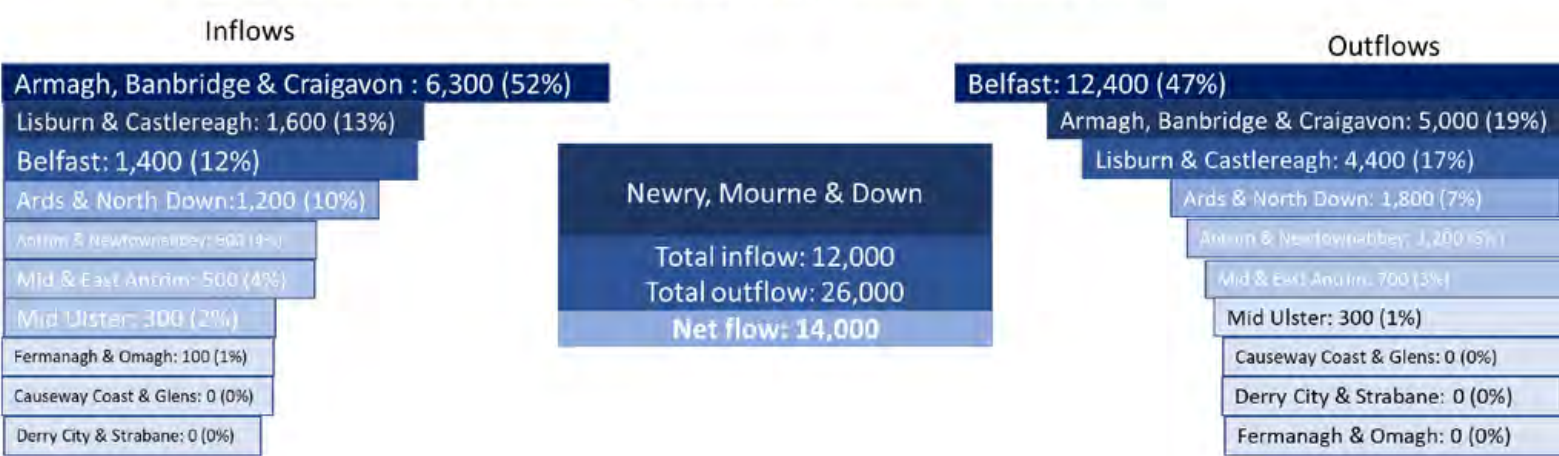 Inflows
Armagh, Banbridge & Craigavon : 6,300 (52%)
Lisburn & Castlereagh: 1,600 (13%)
Belfast: 1,400 (12%)
Ards & North Down:1,200 (10%)
Antrim & Newtownabbey: (4%)
Mid & East Antrim: 500 (4%)
Mid Ulster: 300 (2%)
Fermanagh & Omagh: 100 (1%)
Causeway Coast & Glens: 0 (0%)
Derry City & Strabane: 0 (0%)
Newry, Mourne & Down
Total inflow: 12,000
Total outflow: 26,000
Net flow: 14,000
Outflows
Belfast: 12,400 (47%)
Armagh, Banbridge & Craigavon: 5,000 (19%)
Lisburn & Castlereagh: 4,400 (17%)
Ards & North Down: 1,800 (7%)
Antrim & Newtownabbey: 1,200
Mid & East Antrim: 700 (3%)
Mid Ulster: 300 (1%)
Causeway Coast & Glens: 0 (0%)
Derry City & Strabane: 0 (0%)
Fermanagh & Omagh: 0 (0%)